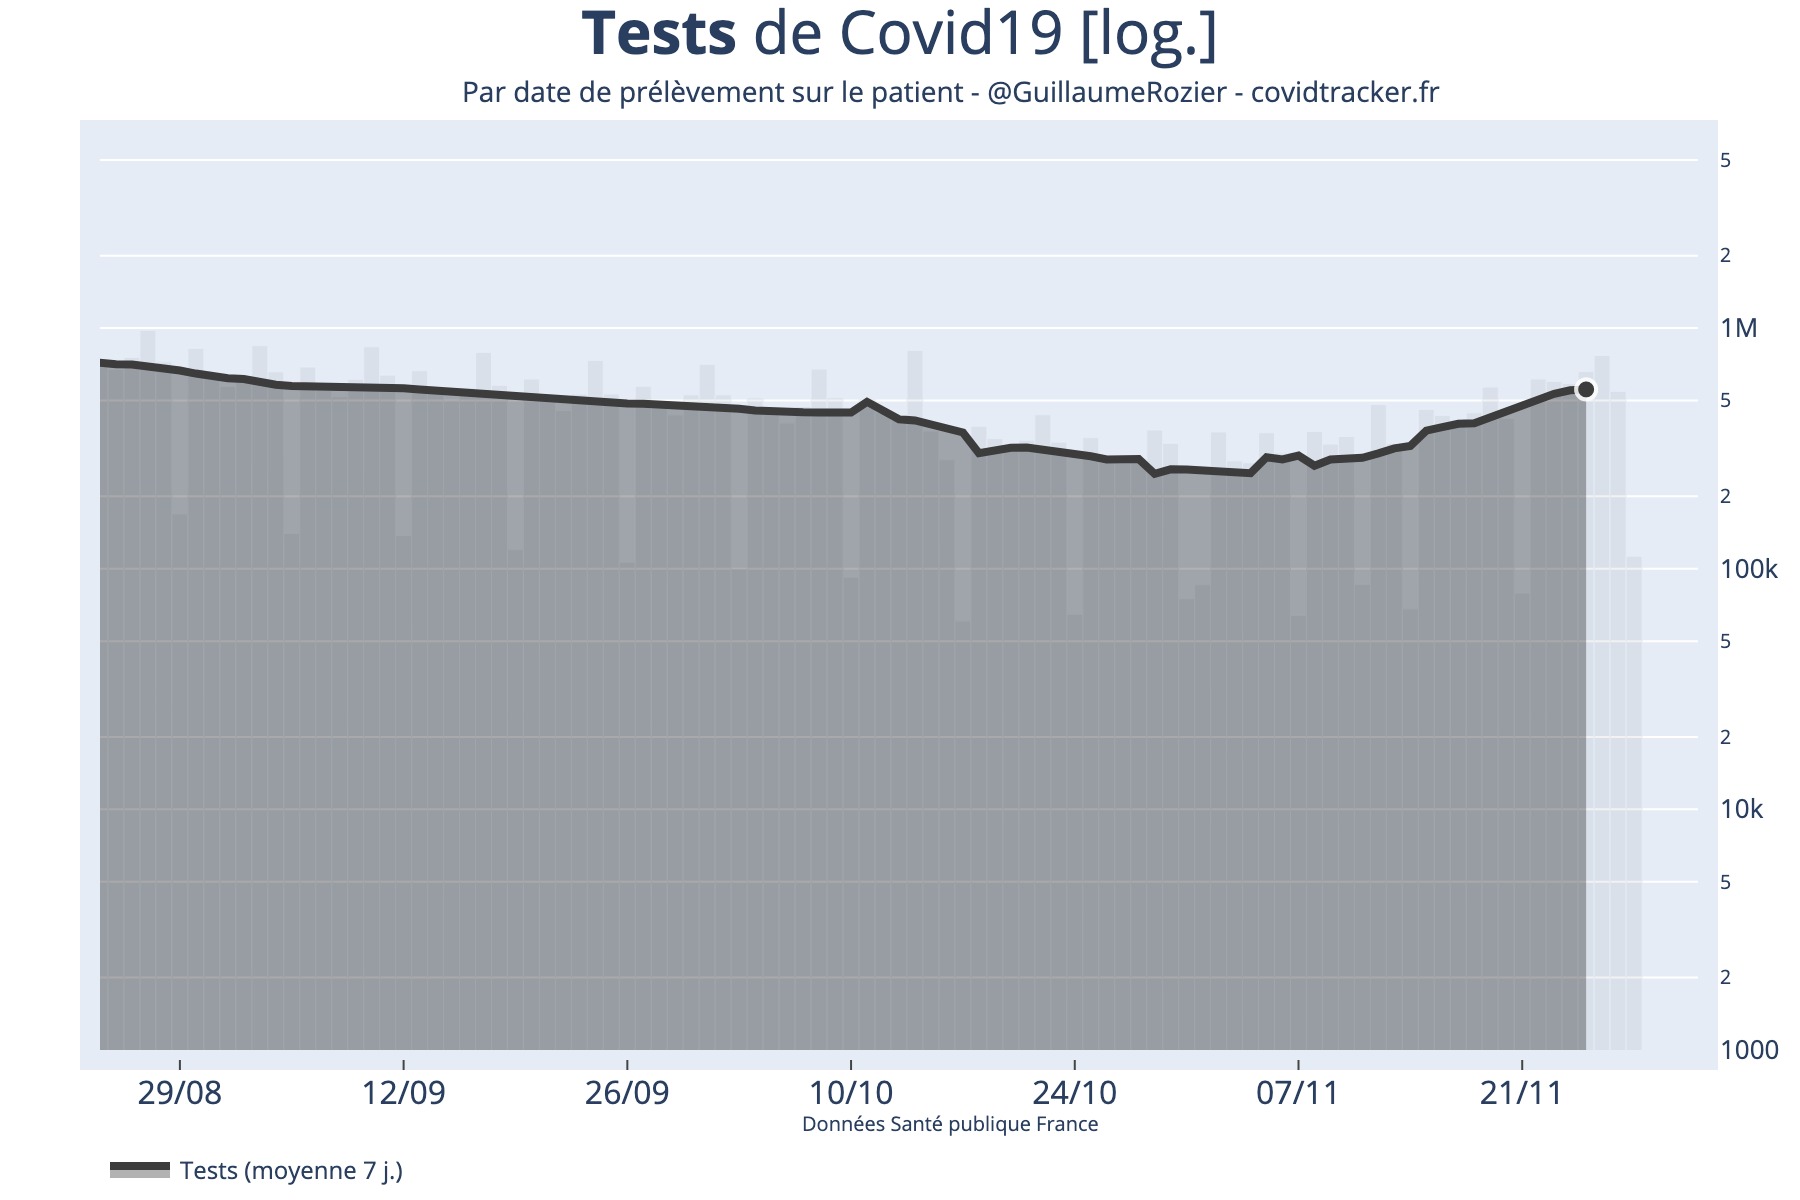 Tests de Covid19 [log.]
Par date de prélèvement sur le patient - @GuillaumeRozier - covidtracker.fr
5
2
1M
5
2
100k
5
2
10k
5
2
1000
29/08 12/09 26/09 10/10 24/10 07/11 21/11
Données Santé publique France
Tests (moyenne 7 j.)